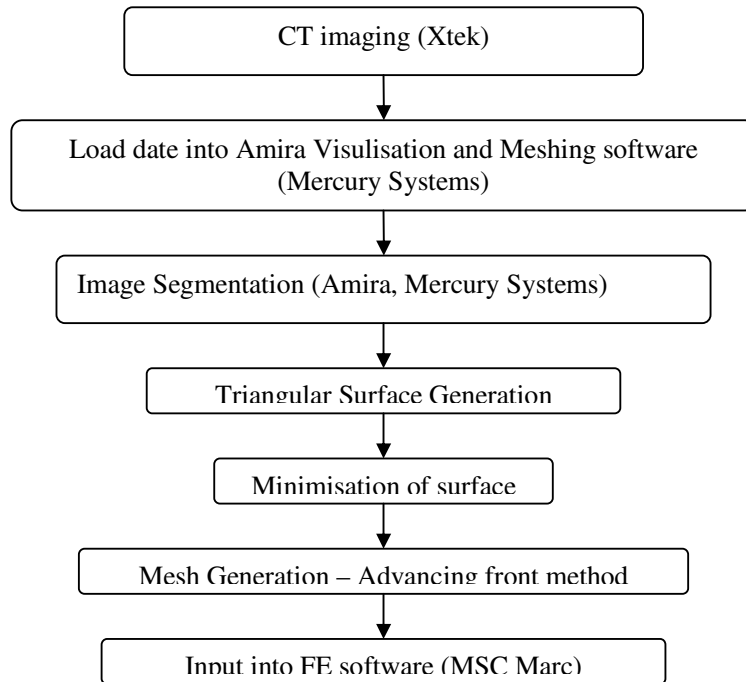 CT imaging (Xtek)
Load date into Amira Visulisation and Meshing software
(Mercury Systems)
Image Segmentation (Amira, Mercury Systems)
Triangular Surface Generation
Minimisation of surface
Mesh Generation – Advancing front method
Input into FE software (MSC Marc)